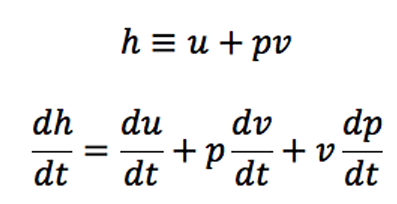 h ≡ u + pv
dh/dt = du/dt + p dv/dt + v dp/dt